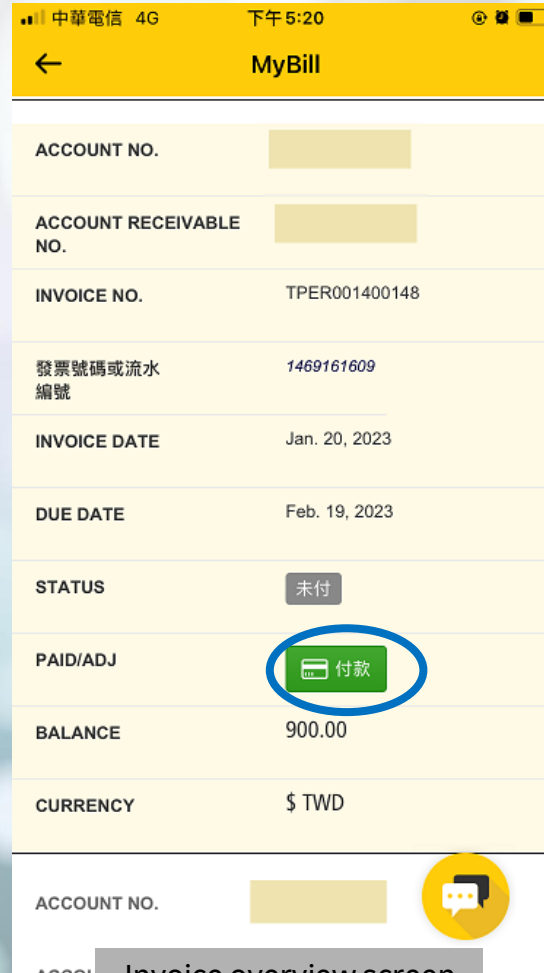 中華電信 4G 下午5:20
MyBill
ACCOUNT NO.
ACCOUNT RECEIVABLE
NO.
INVOICE NO. TPER001400148
發票號碼或流水
編號 1469161609
INVOICE DATE Jan. 20, 2023
DUE DATE Feb. 19, 2023
STATUS 未付
PAID/ADJ 付款
BALANCE 900.00
CURRENCY $ TWD
ACCOUNT NO.
Invoice overview screen